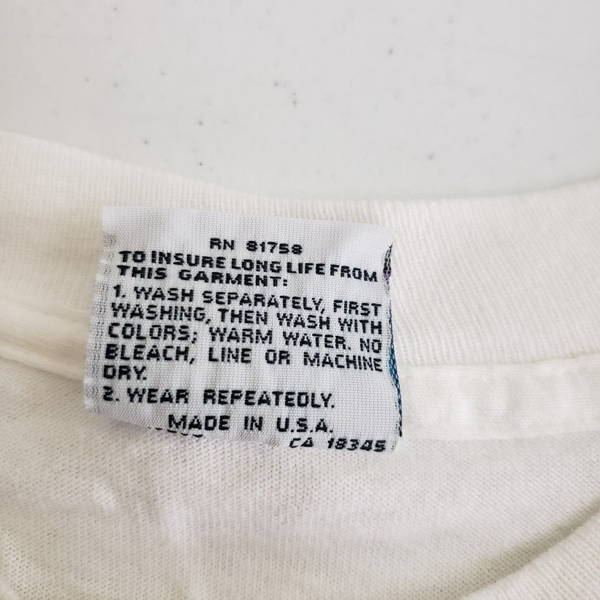 RN 81758
TO INSURE LONG LIFE FROM
THIS GARMENT:
1. WASH SEPARATELY, FIRST
WASHING, THEN WASH WITH
COLORS; WARM WATER. NO
BLEACH, LINE OR MACHINE
DRY.
2. WEAR REPEATEDLY.
MADE IN U.S.A.
CA 18345